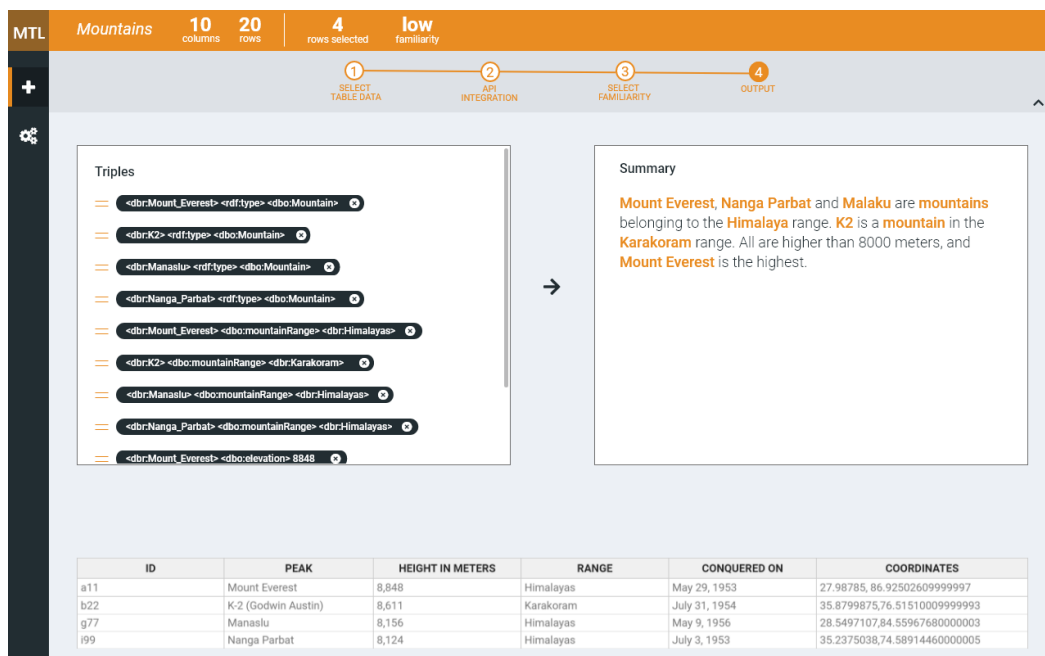 MTL
Mountains
10 columns
20 rows
4 rows selected
low familiarity
1 SELECT TABLE DATA
2 API INTEGRATION
3 SELECT FAMILIARITY
4 OUTPUT
Triples
<dbr:Mount_Everest> <rdf:type> <dbo:Mountain>
<dbr:K2> <rdf:type> <dbo:Mountain>
<dbr:Manaslu> <rdf:type> <dbo:Mountain>
<dbr:Nanga_Parbat> <rdf:type> <dbo:Mountain>
<dbr:Mount_Everest> <dbo:mountainRange> <dbr:Himalayas>
<dbr:K2> <dbo:mountainRange> <dbr:Karakoram>
<dbr:Manaslu> <dbo:mountainRange> <dbr:Himalayas>
<dbr:Nanga_Parbat> <dbo:mountainRange> <dbr:Himalayas>
<dbr:Mount_Everest> <dbo:elevation> 8848
Summary
Mount Everest, Nanga Parbat and Malaku are mountains
belonging to the Himalaya range. K2 is a mountain in the
Karakoram range. All are higher than 8000 meters, and
Mount Everest is the highest.
ID PEAK HEIGHT IN METERS RANGE CONQUERED ON COORDINATES
a11 Mount Everest 8,848 Himalayas May 29, 1953 27.98785, 86.92502609999997
b22 K-2 (Godwin Austin) 8,611 Karakoram July 31, 1954 35.8799875,76.51510009999993
g77 Manaslu 8,156 Himalayas May 9, 1956 28.5497107,84.55967680000003
i99 Nanga Parbat 8,124 Himalayas July 3, 1953 35.2375038,74.58914460000005